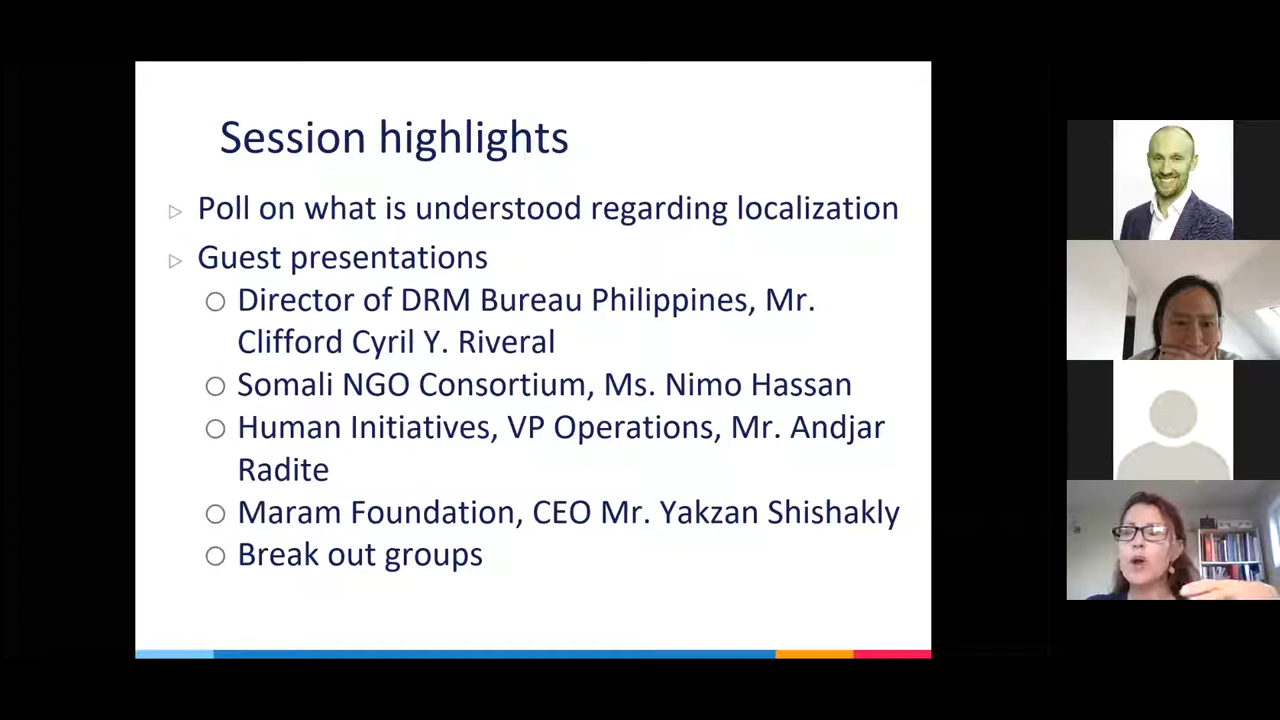 Session highlights
▷ Poll on what is understood regarding localization
▷ Guest presentations
○ Director of DRM Bureau Philippines, Mr.
Clifford Cyril Y. Riveral
○ Somali NGO Consortium, Ms. Nimo Hassan
○ Human Initiatives, VP Operations, Mr. Andjar
Radite
○ Maram Foundation, CEO Mr. Yakzan Shishakly
○ Break out groups